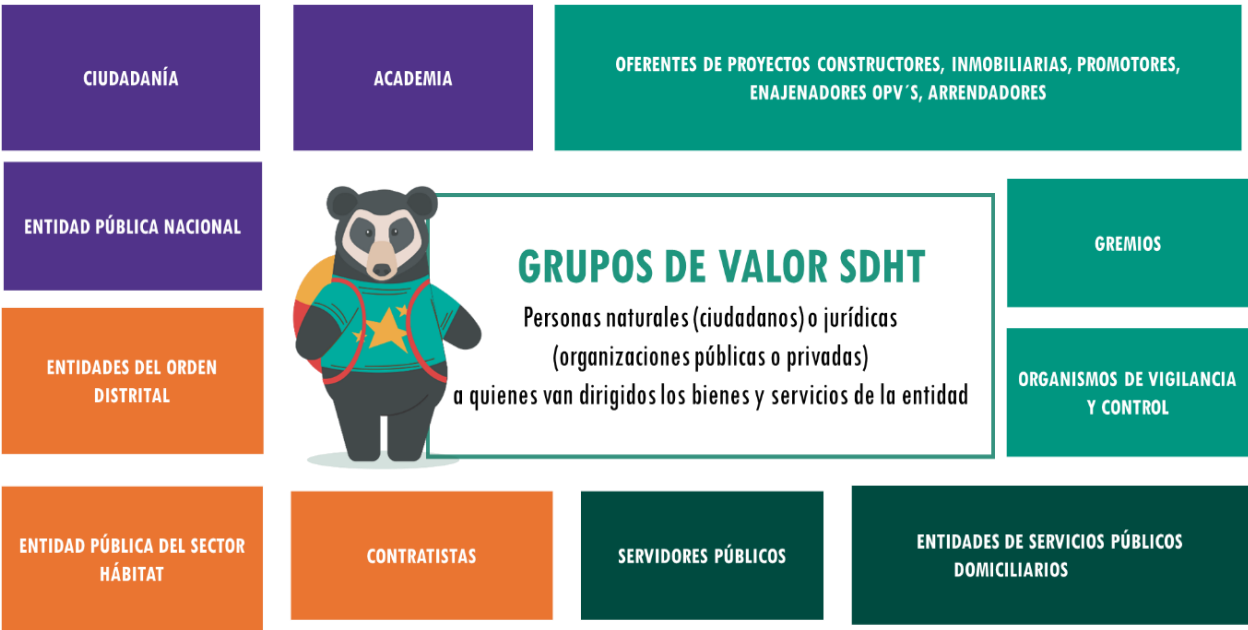 CIUDADANÍA
ACADEMIA
OFERENTES DE PROYECTOS CONSTRUCTORES, INMOBILIARIAS, PROMOTORES,
ENAJENADORES OPV´S, ARRENDADORES
ENTIDAD PÚBLICA NACIONAL
GRUPOS DE VALOR SDHT
Personas naturales (ciudadanos) o jurídicas
(organizaciones públicas o privadas)
a quienes van dirigidos los bienes y servicios de la entidad
GREMIOS
ENTIDADES DEL ORDEN
DISTRITAL
ORGANISMOS DE VIGILANCIA
Y CONTROL
ENTIDAD PÚBLICA DEL SECTOR
HÁBITAT
CONTRATISTAS
SERVIDORES PÚBLICOS
ENTIDADES DE SERVICIOS PÚBLICOS
DOMICILIARIOS